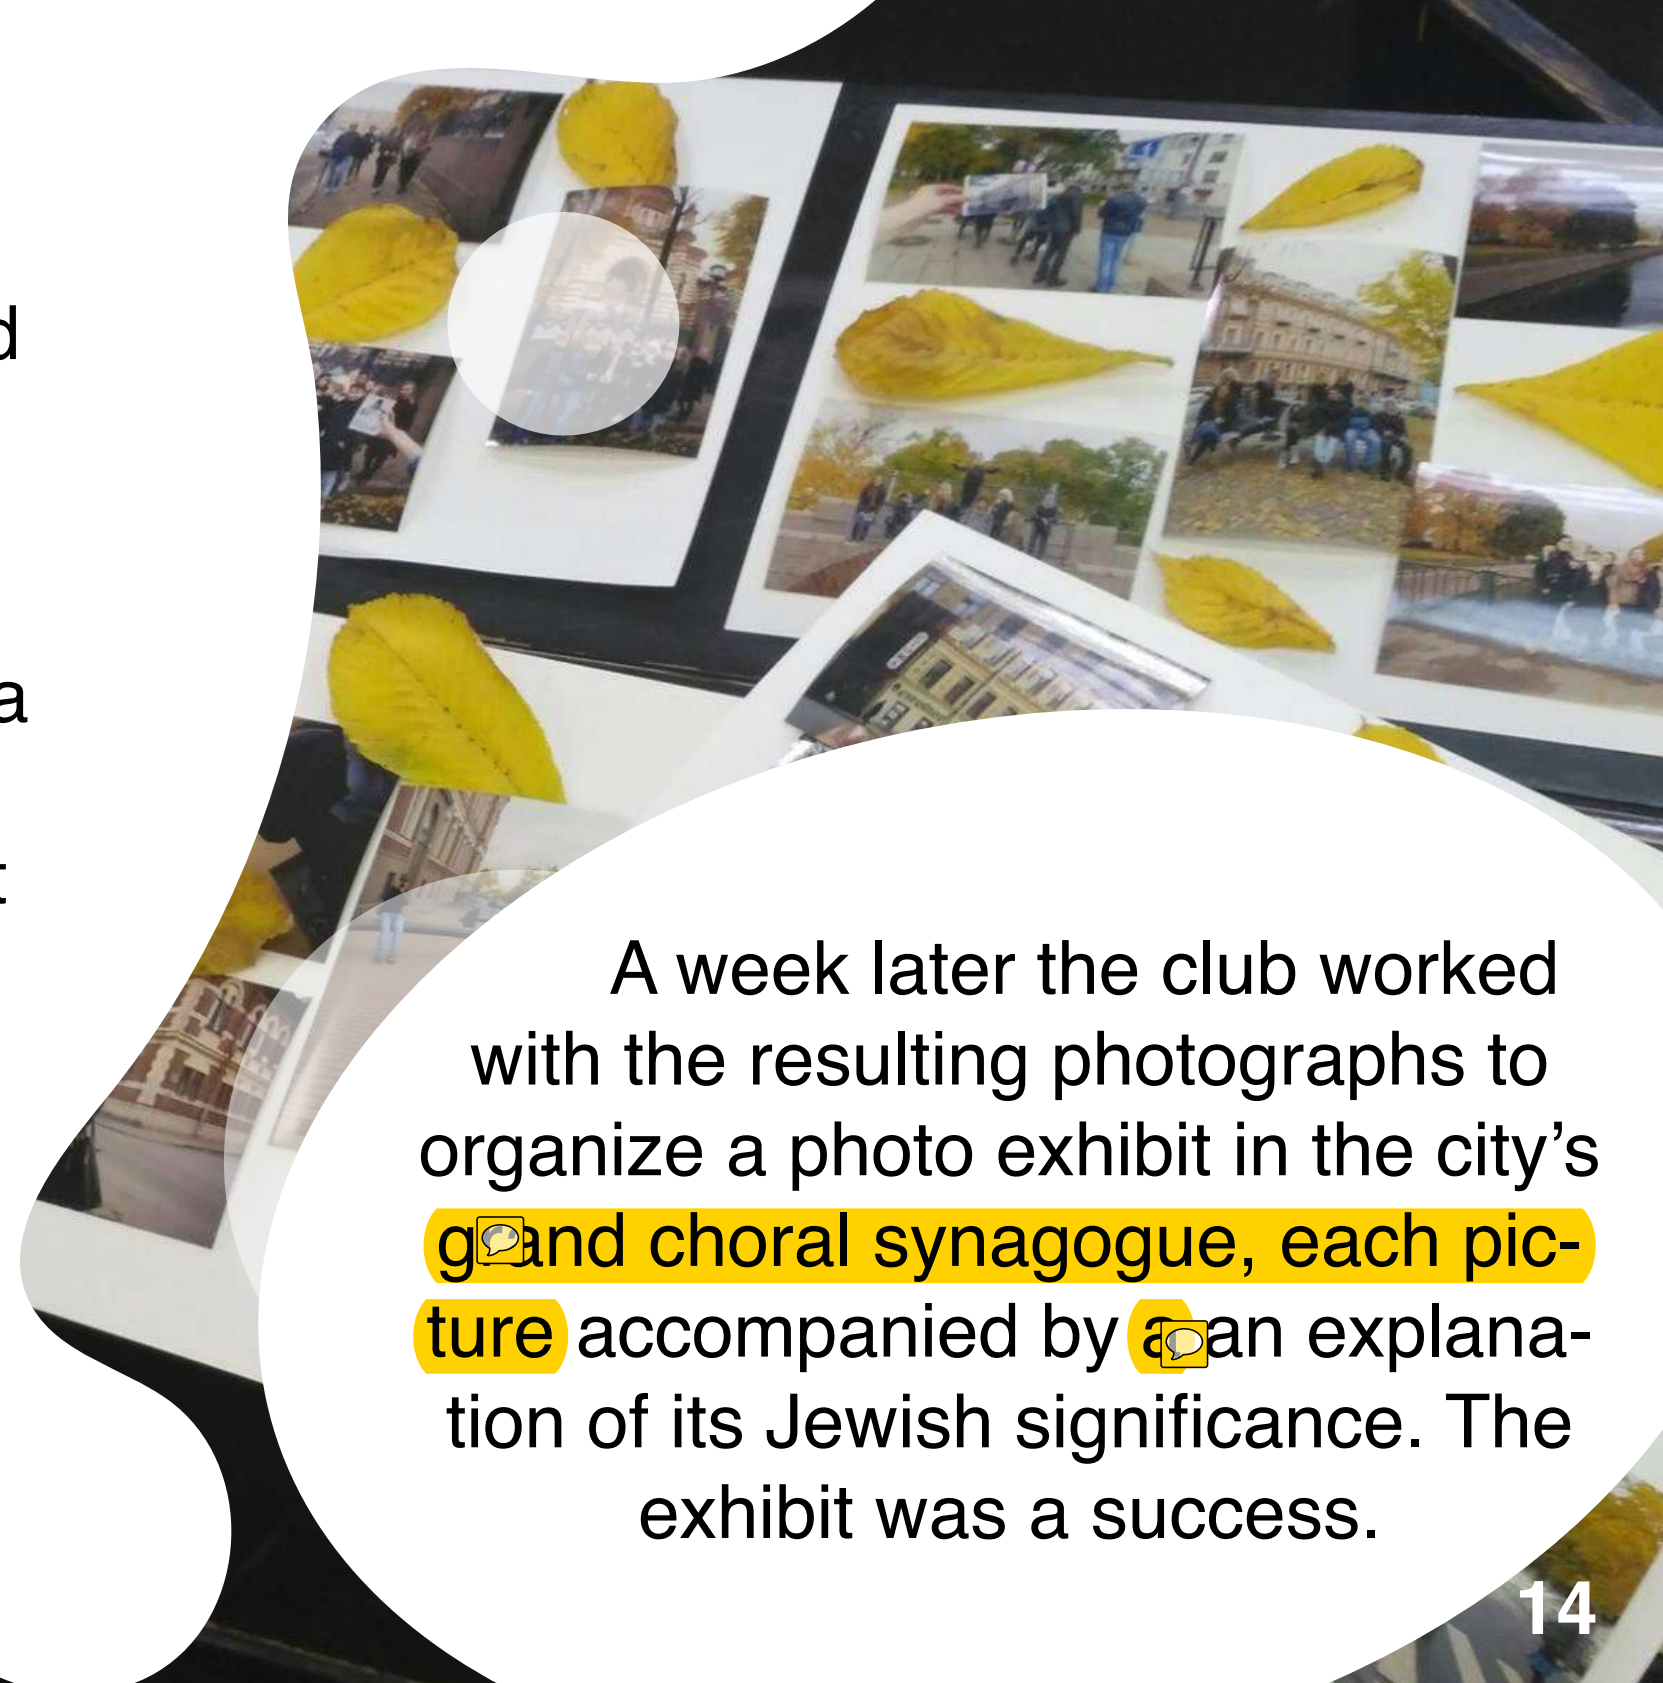 d
a
t
A week later the club worked
with the resulting photographs to
organize a photo exhibit in the city’s
grand choral synagogue, each pic-
ture accompanied by a an explana-
tion of its Jewish significance. The
exhibit was a success.
14